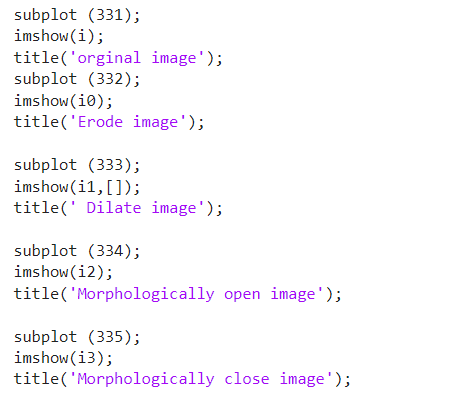 subplot (331);
imshow(i);
title('orginal image');
subplot (332);
imshow(i0);
title('Erode image');
subplot (333);
imshow(i1,[]);
title(' Dilate image');
subplot (334);
imshow(i2);
title('Morphologically open image');
subplot (335);
imshow(i3);
title('Morphologically close image');